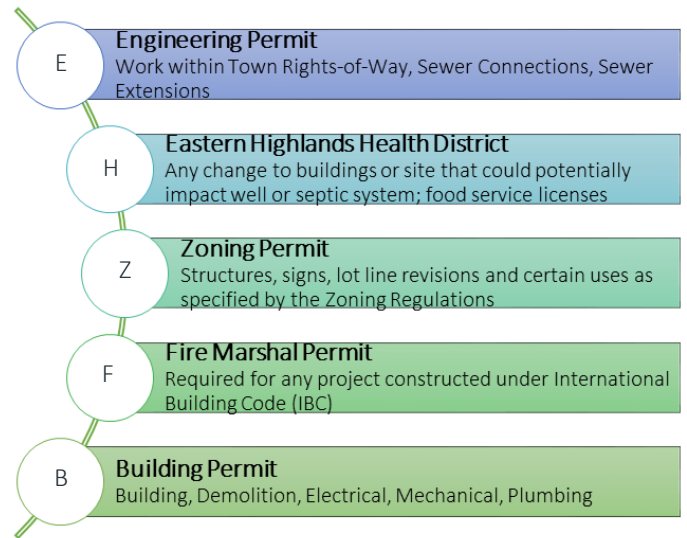 E
Engineering Permit
Work within Town Rights-of-Way, Sewer Connections, Sewer
Extensions
H
Eastern Highlands Health District
Any change to buildings or site that could potentially
impact well or septic system; food service licenses
Z
Zoning Permit
Structures, signs, lot line revisions and certain uses as
specified by the Zoning Regulations
F
Fire Marshal Permit
Required for any project constructed under International
Building Code (IBC)
B
Building Permit
Building, Demolition, Electrical, Mechanical, Plumbing